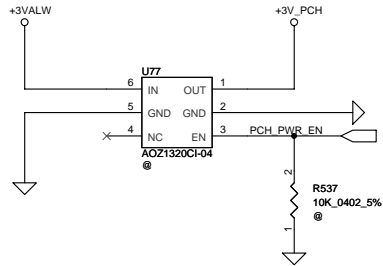 +3VALW
+3V_PCH
U77
6 IN OUT 1
5 GND GND 2
4 NC EN 3 PCH_PWR_EN
AOZ1320CI-04
@
2
R537
10K_0402_5%
@
1